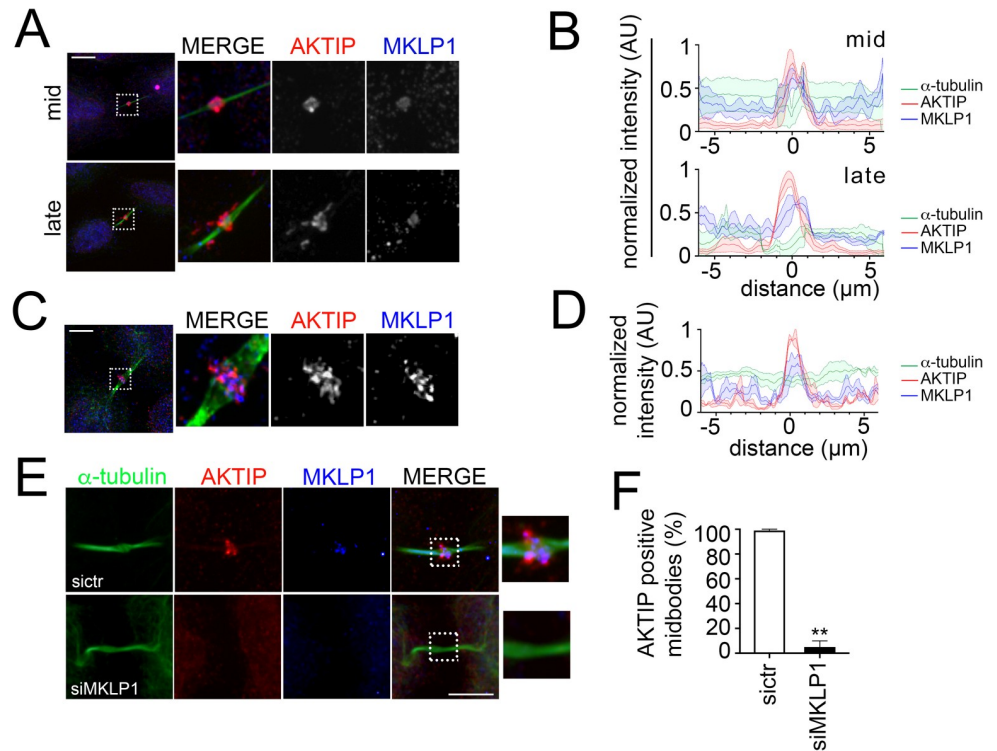 A
MERGE AKTIP MKLP1
mid
late
B
normalized intensity (AU)
mid
1
0.5
0
-5 0 5
α-tubulin
AKTIP
MKLP1
late
1
0.5
0
-5 0 5
distance (µm)
α-tubulin
AKTIP
MKLP1
C
MERGE AKTIP MKLP1
D
normalized
intensity (AU)
1
0.5
0
-5 0 5
distance (µm)
α-tubulin
AKTIP
MKLP1
E
α-tubulin AKTIP MKLP1 MERGE
sictr
siMKLP1
F
AKTIP positive
midbodies (%)
100
80
60
40
20
0
**
sictr
siMKLP1